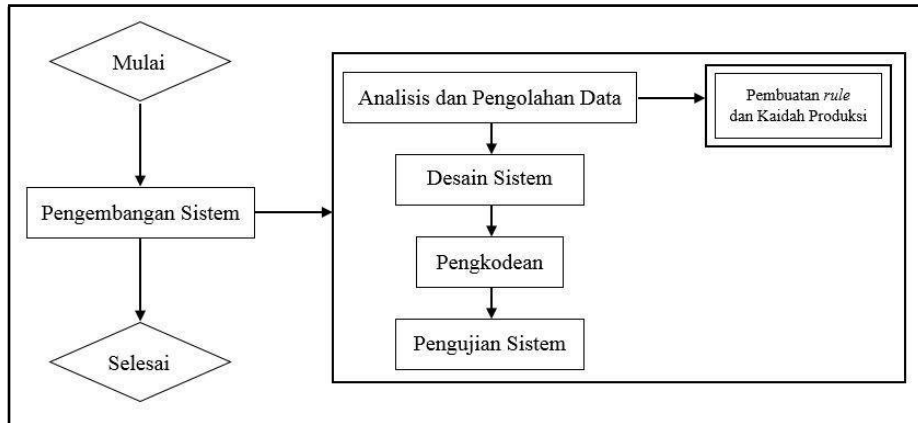 Mulai
Pengembangan Sistem
Selesai
Analisis dan Pengolahan Data
Pembuatan rule
dan Kaidah Produksi
Desain Sistem
Pengkodean
Pengujian Sistem